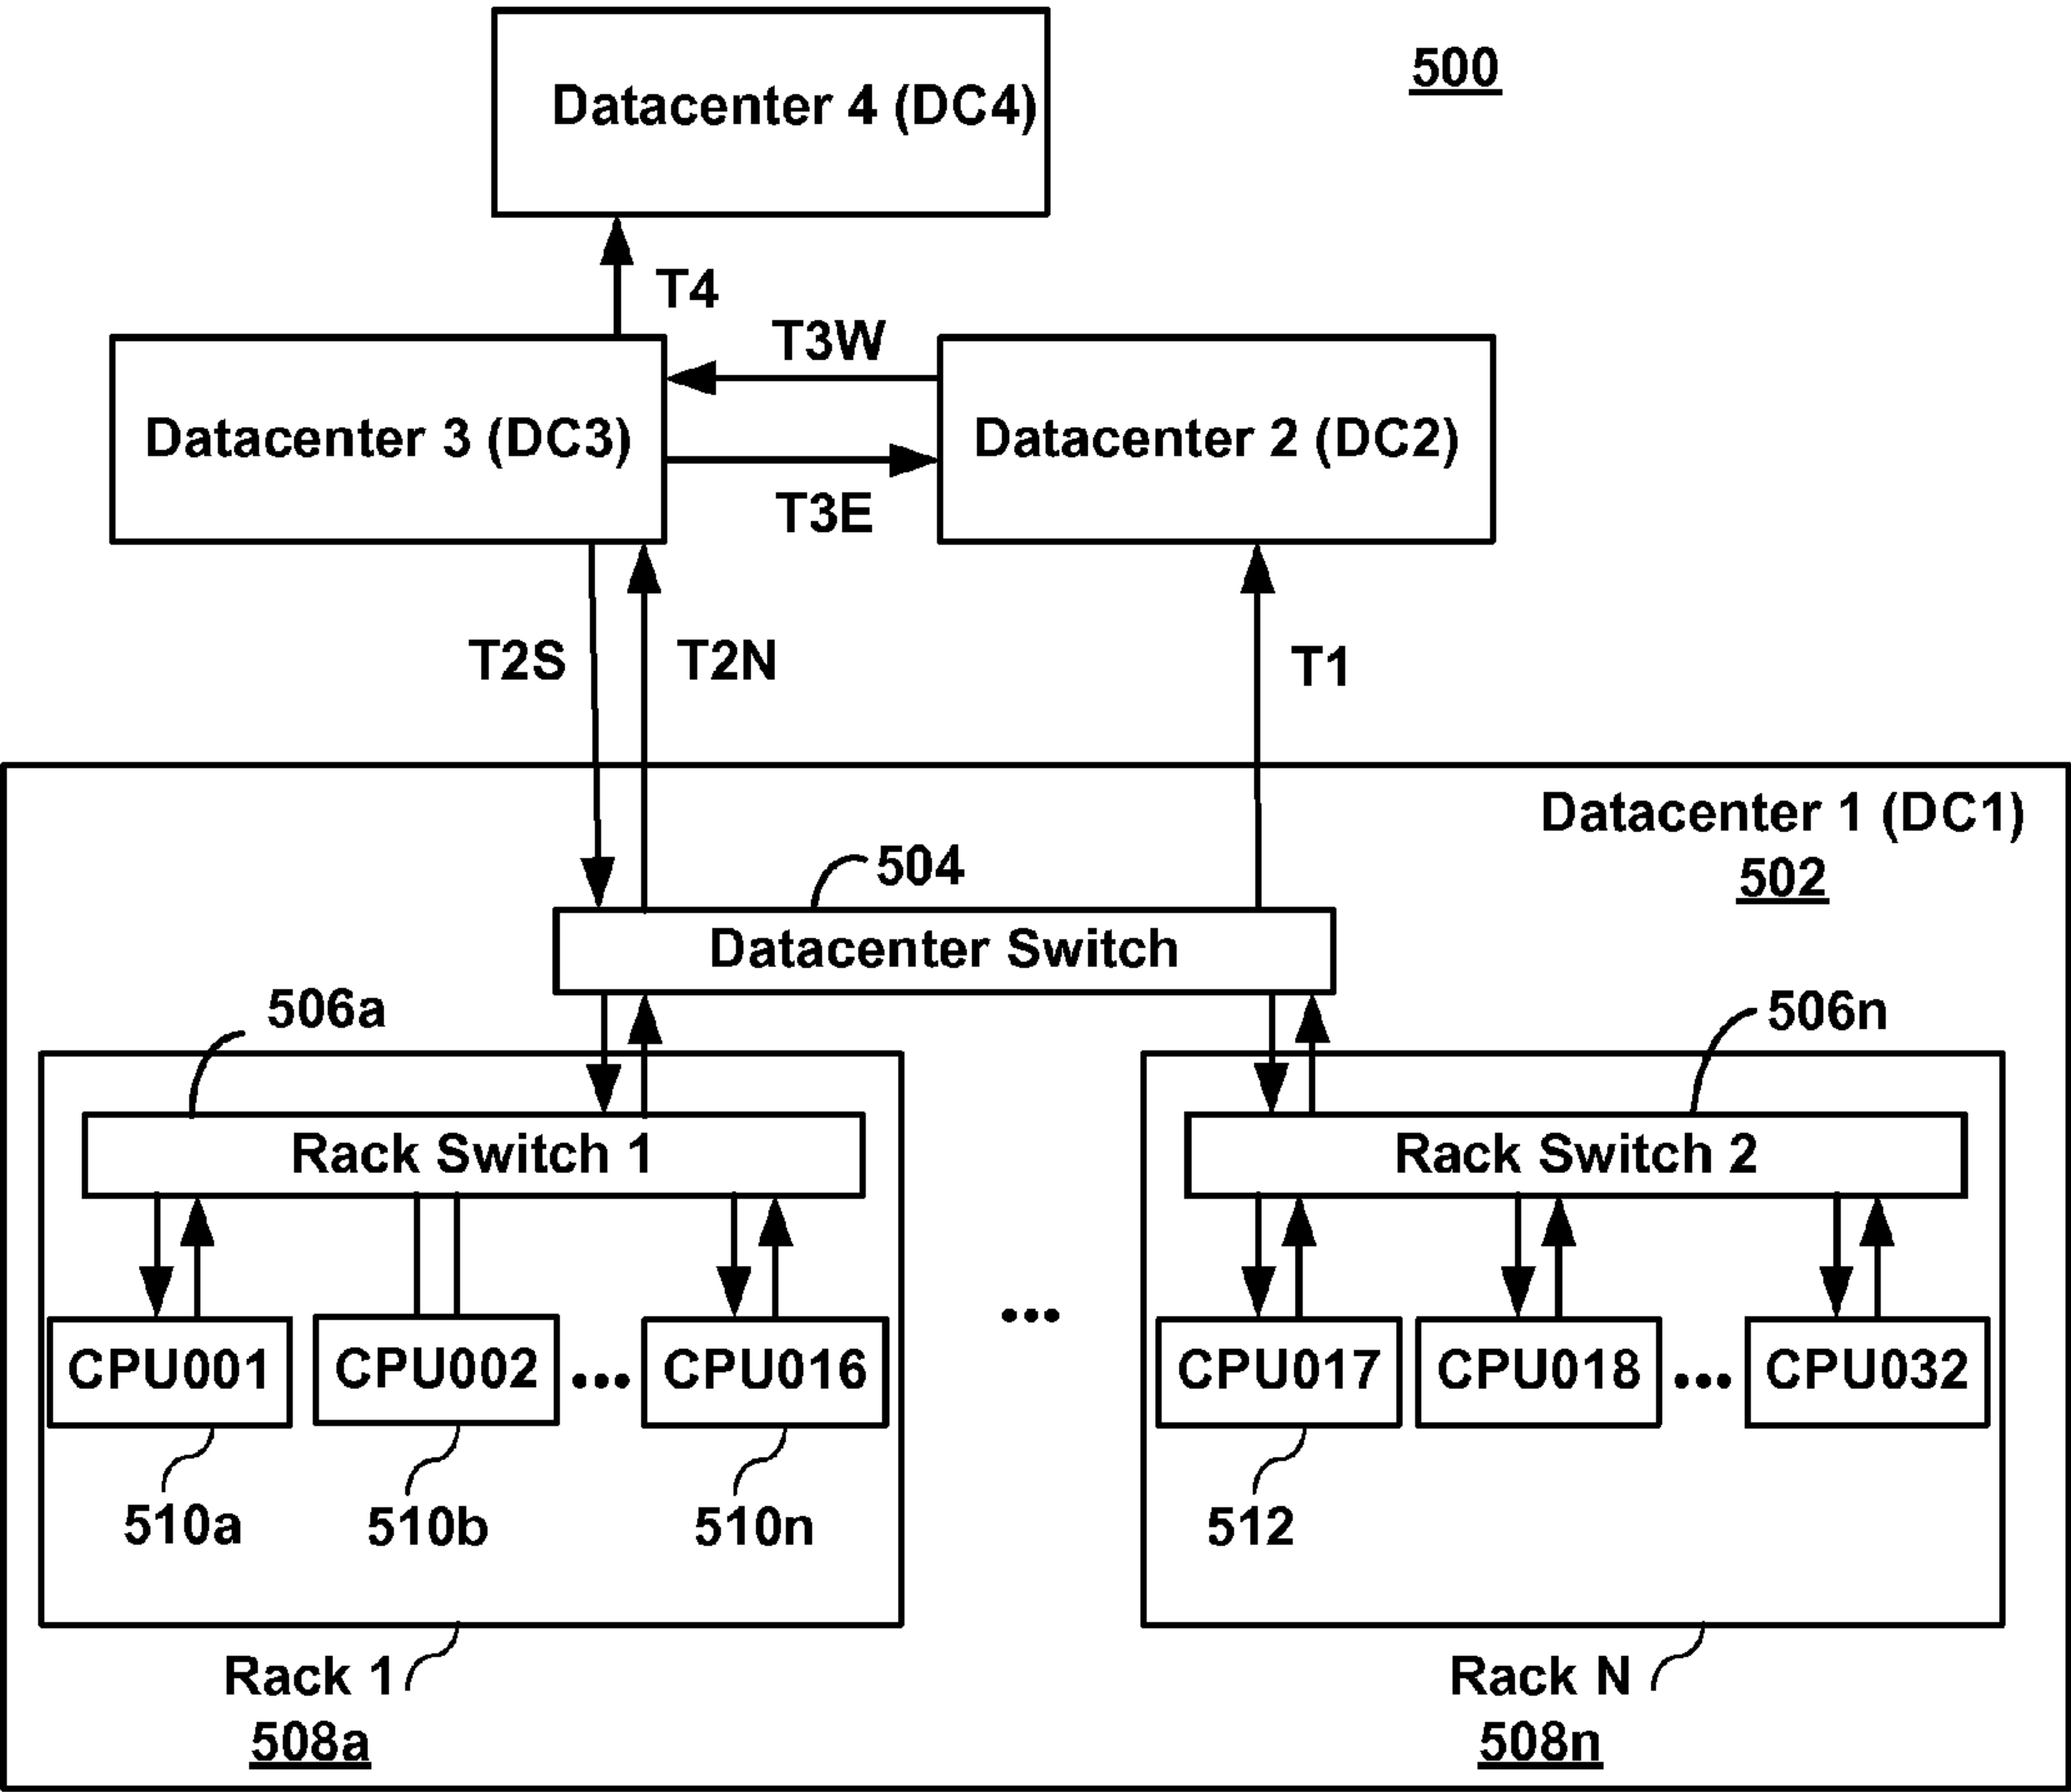 Datacenter 4 (DC4)
500
T4
T3W
Datacenter 3 (DC3)
Datacenter 2 (DC2)
T3E
T2S
T2N
T1
Datacenter 1 (DC1)
502
504
Datacenter Switch
506a
506n
Rack Switch 1
Rack Switch 2
...
CPU001
CPU002
...
CPU016
CPU017
CPU018
...
CPU032
510a
510b
510n
512
Rack 1
508a
Rack N
508n